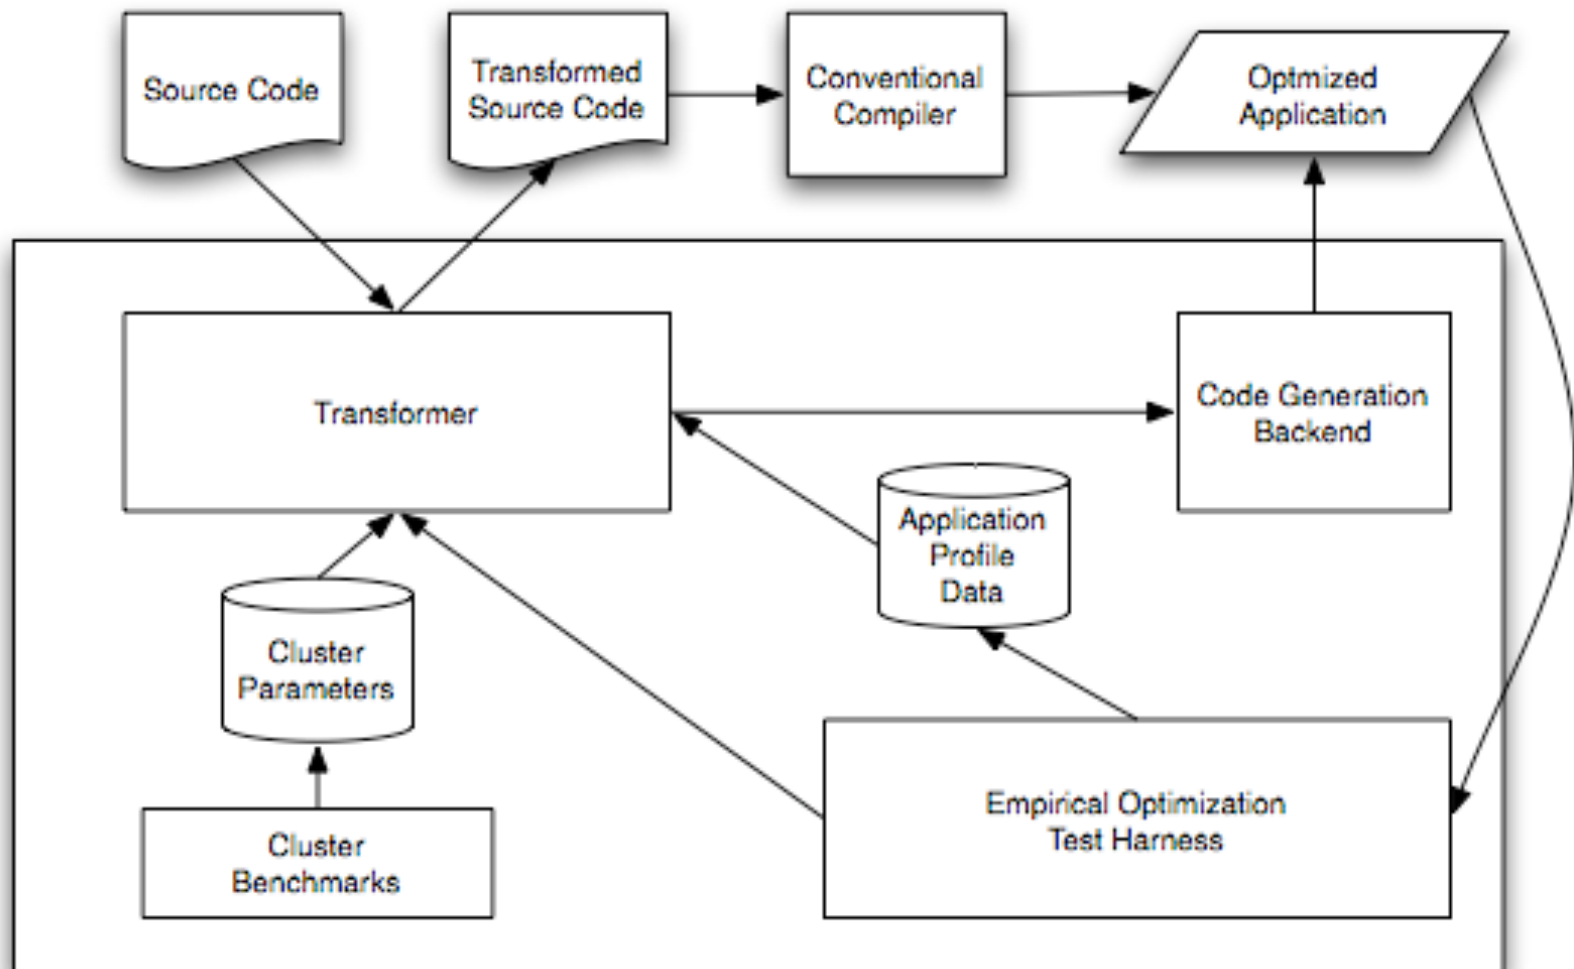 Source Code
Transformed
Source Code
Conventional
Compiler
Optmized
Application
Transformer
Code Generation
Backend
Application
Profile
Data
Cluster
Parameters
Empirical Optimization
Test Harness
Cluster
Benchmarks